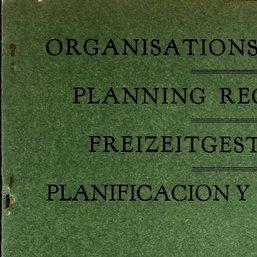 ORGANISATIONS
PLANNING REC
FREIZEITGEST
PLANIFICACION Y